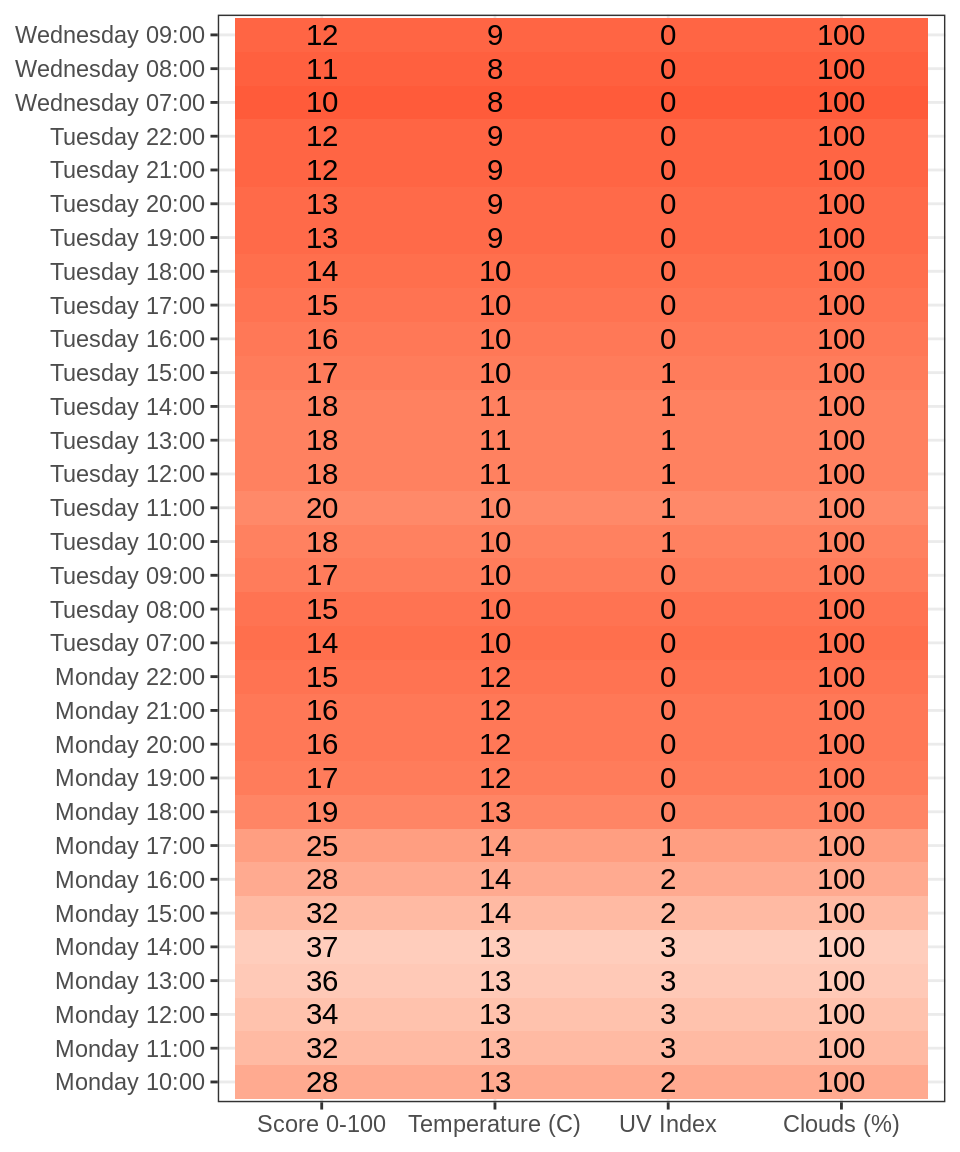 Wednesday 09:00 12 9 0 100
Wednesday 08:00 11 8 0 100
Wednesday 07:00 10 8 0 100
Tuesday 22:00 12 9 0 100
Tuesday 21:00 12 9 0 100
Tuesday 20:00 13 9 0 100
Tuesday 19:00 13 9 0 100
Tuesday 18:00 14 10 0 100
Tuesday 17:00 15 10 0 100
Tuesday 16:00 16 10 0 100
Tuesday 15:00 17 10 1 100
Tuesday 14:00 18 11 1 100
Tuesday 13:00 18 11 1 100
Tuesday 12:00 18 11 1 100
Tuesday 11:00 20 10 1 100
Tuesday 10:00 18 10 1 100
Tuesday 09:00 17 10 0 100
Tuesday 08:00 15 10 0 100
Tuesday 07:00 14 10 0 100
Monday 22:00 15 12 0 100
Monday 21:00 16 12 0 100
Monday 20:00 16 12 0 100
Monday 19:00 17 12 0 100
Monday 18:00 19 13 0 100
Monday 17:00 25 14 1 100
Monday 16:00 28 14 2 100
Monday 15:00 32 14 2 100
Monday 14:00 37 13 3 100
Monday 13:00 36 13 3 100
Monday 12:00 34 13 3 100
Monday 11:00 32 13 3 100
Monday 10:00 28 13 2 100
Score 0-100 Temperature (C) UV Index Clouds (%)